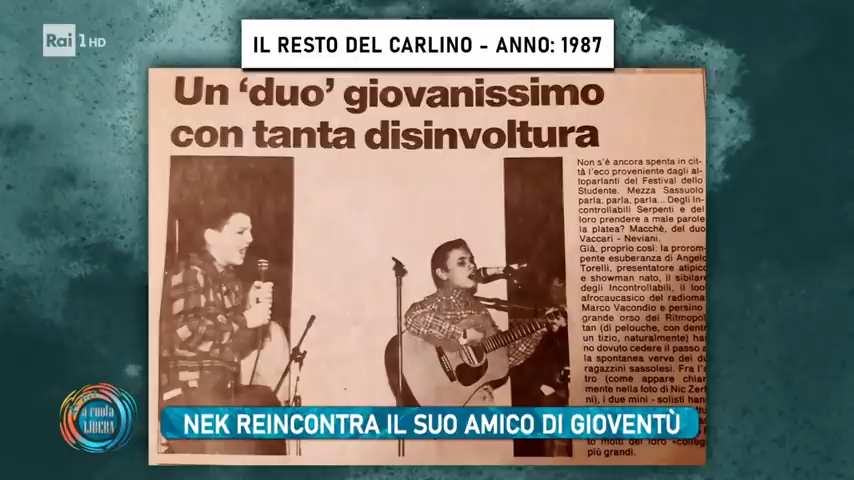 Rai 1 HD
IL RESTO DEL CARLINO - ANNO: 1987
Un 'duo' giovanissimo
con tanta disinvoltura
Non s'è ancora spenta in cit-
tà l'eco proveniente dagli al-
toparlanti del Festival dello
Studente. Mezza Sassuolo
parla, parla, parla... Degli In-
controllabili Serpenti e del
loro prendere a male parole
la platea? Macchè, del duo
Vaccari - Neviani.
Già, proprio così: la prorom-
pente esuberanza di Angelo
Torelli, presentatore atipico
e showman nato, il sibilare
degli Incontrollabili, il loo
afrocaucasico del radioma
Marco Vacondio e persino
grande orso dei Ritmopol
tan (di pelouche, con dentr
un tizio, naturalmente) ha
no dovuto cedere il passo a
la spontanea verve dei du
ragazzini sassolesi. Fra l'a
tro (come appare chiar
mente nella foto di Nic Zerf
ni), i due mini - solisti han
to molti dei loro «colleg
più grandi.
a ruota
LIBERA
NEK REINCONTRA IL SUO AMICO DI GIOVENTÙ